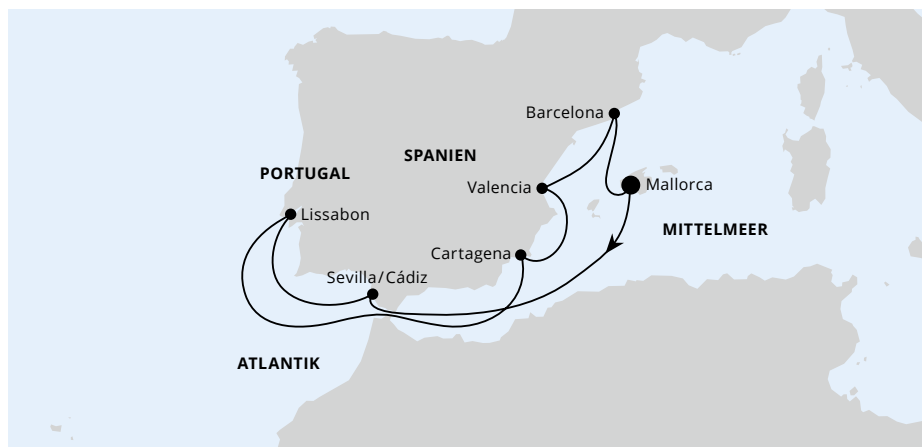 Barcelona
SPANIEN
PORTUGAL
Valencia
Mallorca
Lissabon
MITTELMEER
Cartagena
Sevilla/Cádiz
ATLANTIK